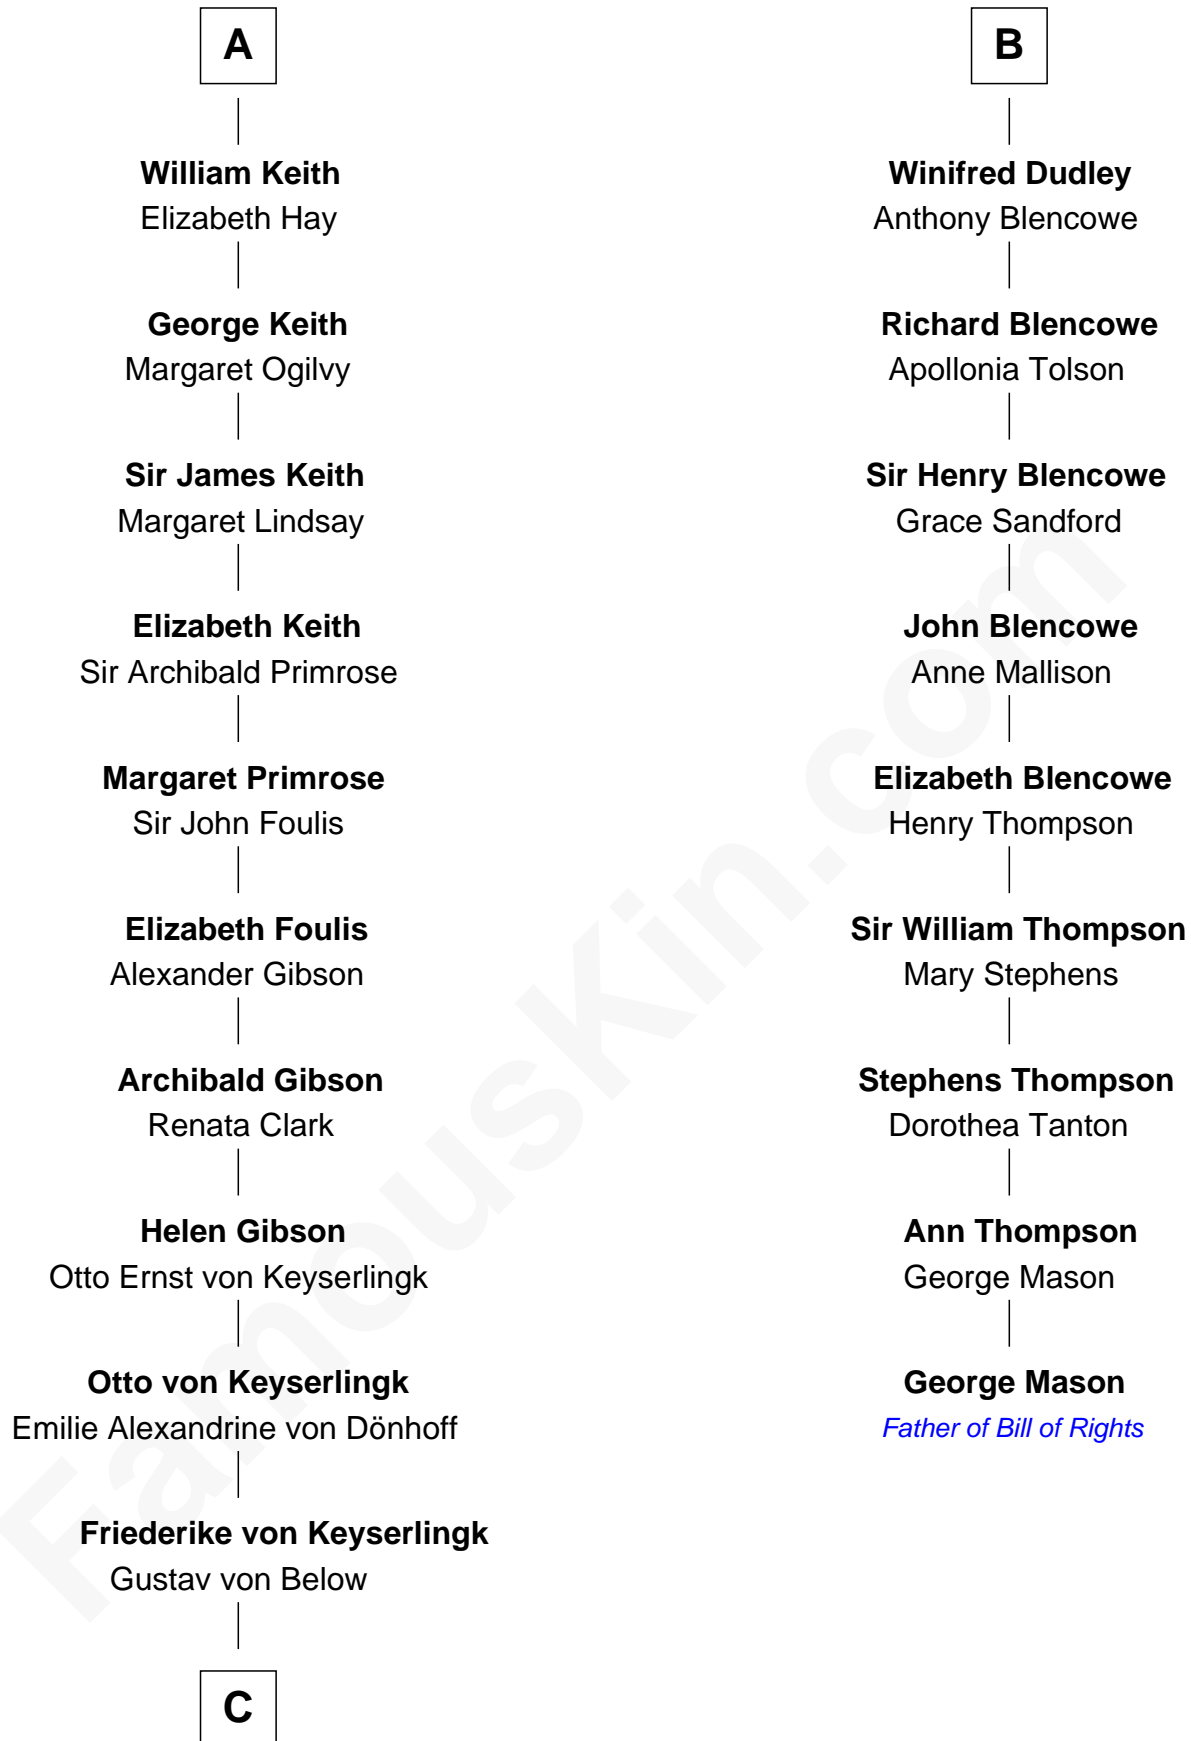 A
William Keith
Elizabeth Hay
George Keith
Margaret Ogilvy
Sir James Keith
Margaret Lindsay
Elizabeth Keith
Sir Archibald Primrose
Margaret Primrose
Sir John Foulis
Elizabeth Foulis
Alexander Gibson
Archibald Gibson
Renata Clark
Helen Gibson
Otto Ernst von Keyserlingk
Otto von Keyserlingk
Emilie Alexandrine von Dönhoff
Friederike von Keyserlingk
Gustav von Below
C
B
Winifred Dudley
Anthony Blencowe
Richard Blencowe
Apollonia Tolson
Sir Henry Blencowe
Grace Sandford
John Blencowe
Anne Mallison
Elizabeth Blencowe
Henry Thompson
Sir William Thompson
Mary Stephens
Stephens Thompson
Dorothea Tanton
Ann Thompson
George Mason
George Mason
Father of Bill of Rights
FamousKin.com